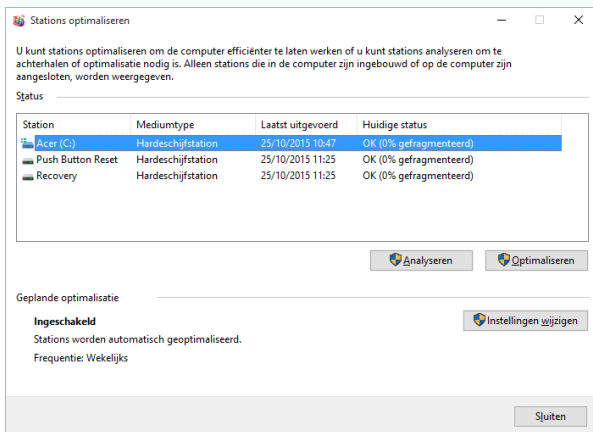 Stations optimaliseren
U kunt stations optimaliseren om de computer efficiënter te laten werken of u kunt stations analyseren om te
achterhalen of optimalisatie nodig is. Alleen stations die in de computer zijn ingebouwd of op de computer zijn
aangesloten, worden weergegeven.
Status
Station Mediumtype Laatst uitgevoerd Huidige status
Acer (C:) Hardeschijfstation 25/10/2015 10:47 OK (0% gefragmenteerd)
Push Button Reset Hardeschijfstation 25/10/2015 11:25 OK (0% gefragmenteerd)
Recovery Hardeschijfstation 25/10/2015 11:25 OK (0% gefragmenteerd)
Analyseren Optimaliseren
Geplande optimalisatie
Ingeschakeld Instellingen wijzigen
Stations worden automatisch geoptimaliseerd.
Frequentie: Wekelijks
Sluiten